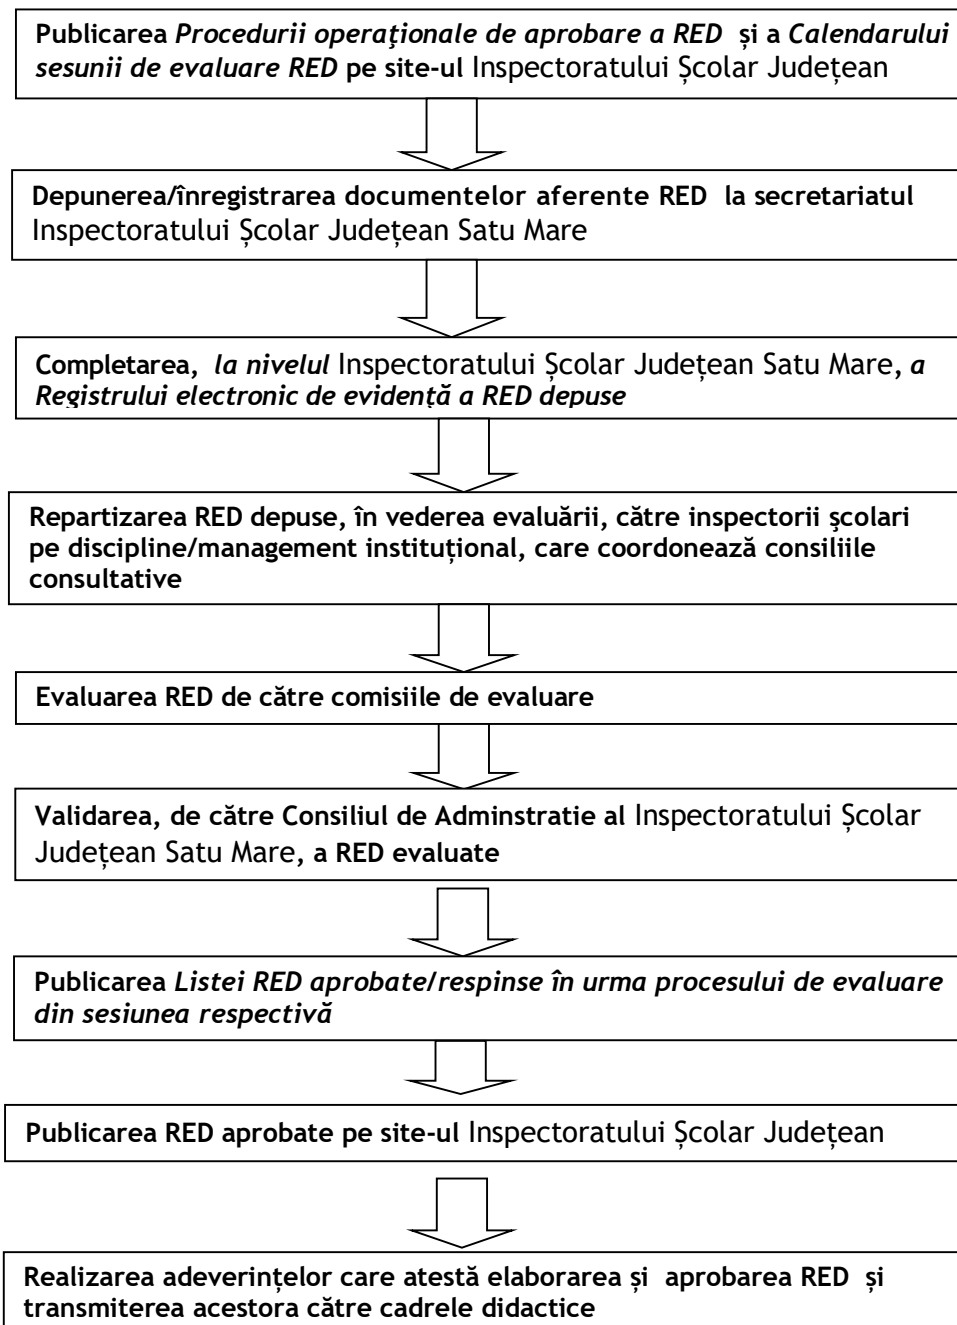 Publicarea Procedurii operaţionale de aprobare a RED și a Calendarului
sesunii de evaluare RED pe site-ul Inspectoratului Școlar Județean
Depunerea/înregistrarea documentelor aferente RED la secretariatul
Inspectoratului Școlar Județean Satu Mare
Completarea, la nivelul Inspectoratului Școlar Județean Satu Mare, a
Registrului electronic de evidenţă a RED depuse
Repartizarea RED depuse, în vederea evaluării, către inspectorii şcolari
pe discipline/management instituțional, care coordonează consiliile
consultative
Evaluarea RED de către comisiile de evaluare
Validarea, de către Consiliul de Adminstratie al Inspectoratului Școlar
Județean Satu Mare, a RED evaluate
Publicarea Listei RED aprobate/respinse în urma procesului de evaluare
din sesiunea respectivă
Publicarea RED aprobate pe site-ul Inspectoratului Școlar Județean
Realizarea adeverințelor care atestă elaborarea și aprobarea RED și
transmiterea acestora către cadrele didactice